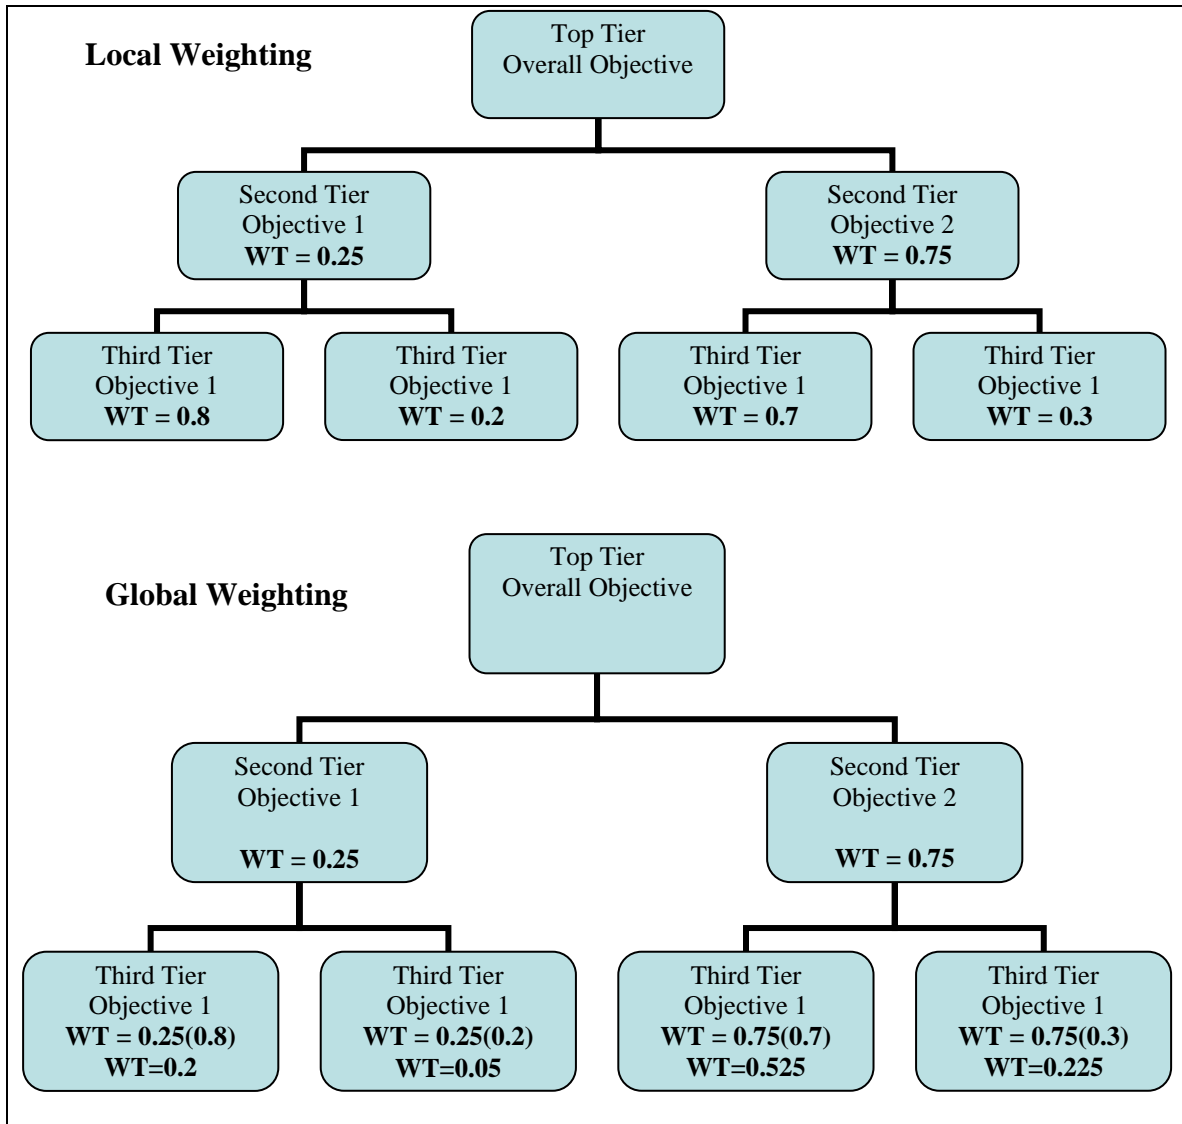 Local Weighting
Top Tier
Overall Objective
Second Tier
Objective 1
WT = 0.25
Second Tier
Objective 2
WT = 0.75
Third Tier
Objective 1
WT = 0.8
Third Tier
Objective 1
WT = 0.2
Third Tier
Objective 1
WT = 0.7
Third Tier
Objective 1
WT = 0.3
Global Weighting
Top Tier
Overall Objective
Second Tier
Objective 1
WT = 0.25
Second Tier
Objective 2
WT = 0.75
Third Tier
Objective 1
WT = 0.25(0.8)
WT=0.2
Third Tier
Objective 1
WT = 0.25(0.2)
WT=0.05
Third Tier
Objective 1
WT = 0.75(0.7)
WT=0.525
Third Tier
Objective 1
WT = 0.75(0.3)
WT=0.225